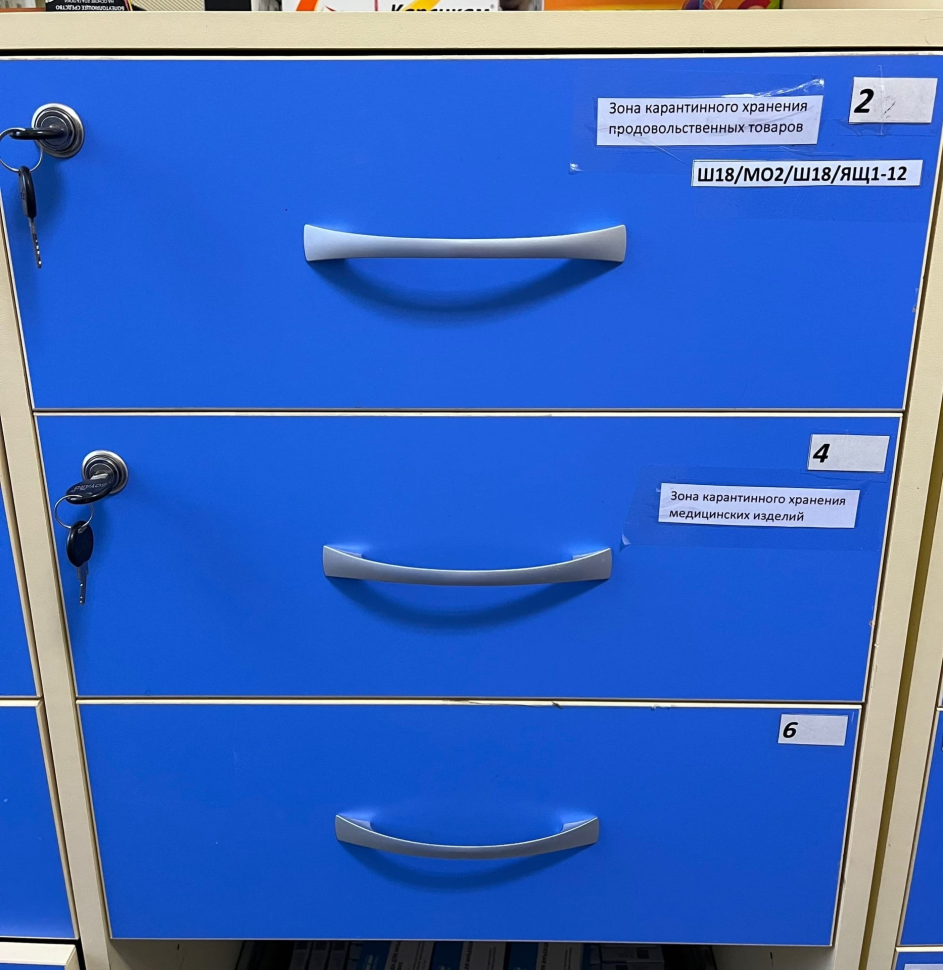 2
Зона карантинного хранения
продовольственных товаров
Ш18/МО2/Ш18/ЯЩ1-12
4
Зона карантинного хранения
медицинских изделий
6